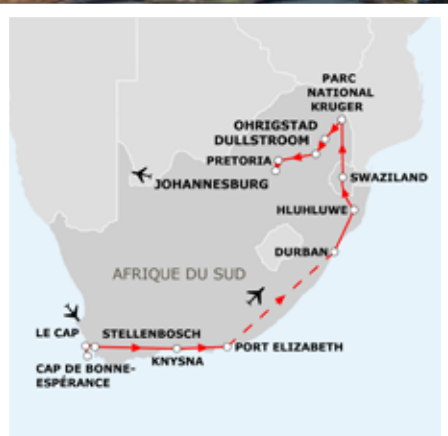 PARC
NATIONAL
KRUGER
OHRIGSTAD
DULLSTROOM
PRETORIA
JOHANNESBURG
SWAZILAND
HLUHLUWE
DURBAN
AFRIQUE DU SUD
LE CAP
STELLENBOSCH
KNYSNA
PORT ELIZABETH
CAP DE BONNE-
ESPÉRANCE